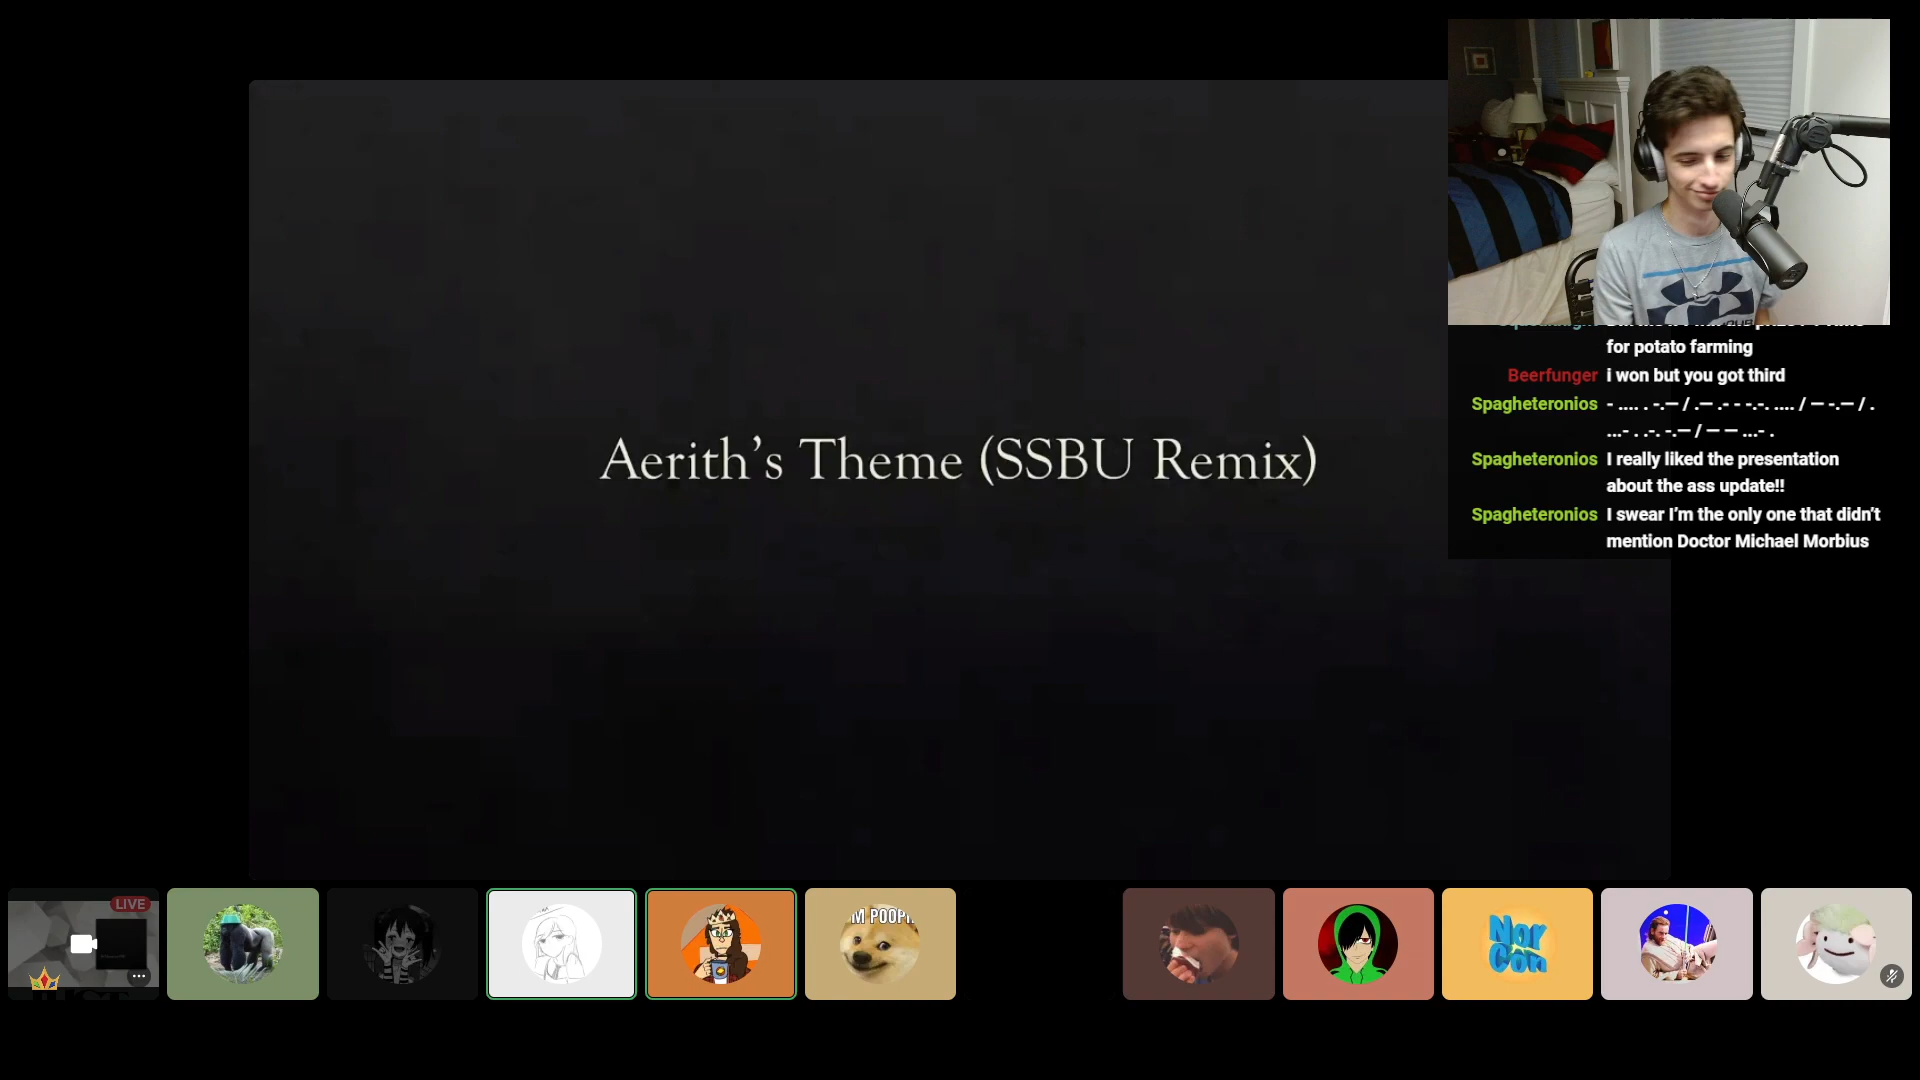 Aerith’s Theme (SSBU Remix)
for potato farming
Beerfunger i won but you got third
Spagheteronios - .... . -.— / .— .- - -.-. .... / — -.— / .
...- . .-. -.— / — — ...- .
Spagheteronios I really liked the presentation
about the ass update!!
Spagheteronios I swear I’m the only one that didn’t
mention Doctor Michael Morbius
LIVE
M POOP
Nor
Con